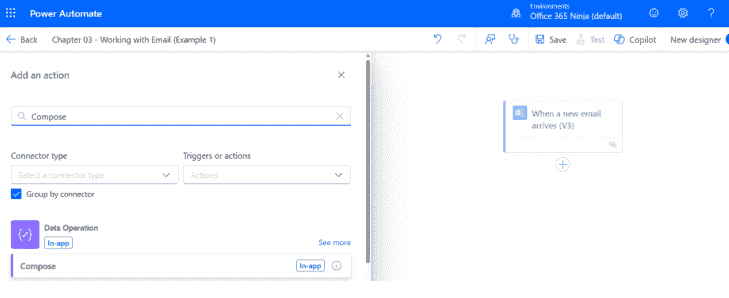 Power Automate
Environments
Office 365 Ninja (default)
Back
Chapter 03 - Working with Email (Example 1)
Save
Test
Copilot
New designer
Add an action
Compose
Connector type
Triggers or actions
Select a connector type
Actions
Group by connector
Data Operation
In-app
See more
Compose
In-app
When a new email
arrives (V3)